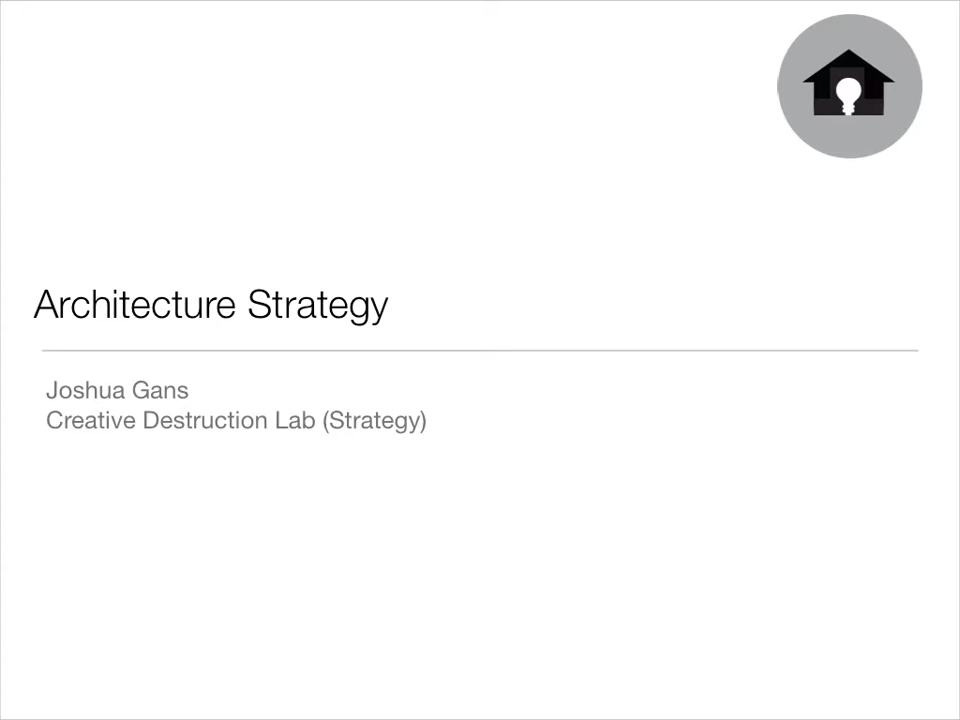 Architecture Strategy
Joshua Gans
Creative Destruction Lab (Strategy)